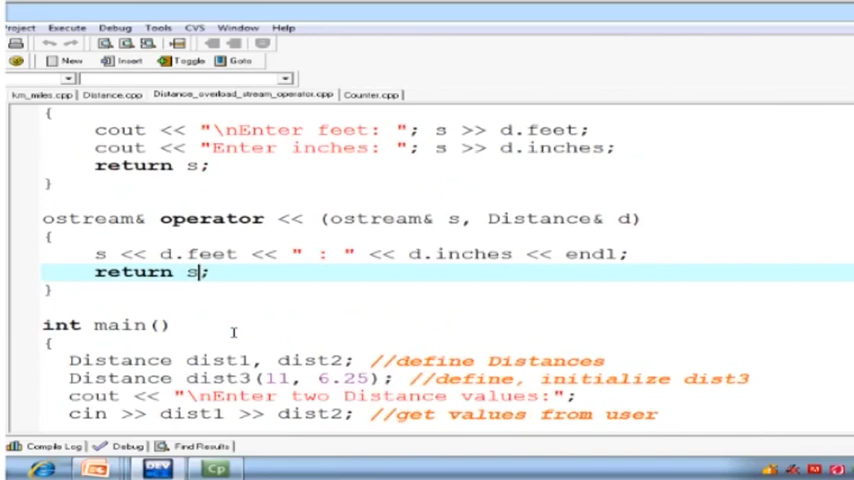 Project Execute Debug Tools CVS Window Help
New Insert Toggle Goto
km_miles.cpp Distance.cpp Distance_overload_stream_operator.cpp Counter.cpp
{
cout << "\nEnter feet: "; s >> d.feet;
cout << "Enter inches: "; s >> d.inches;
return s;
}
ostream& operator << (ostream& s, Distance& d)
{
s << d.feet << " : " << d.inches << endl;
return s;
}
int main()
{
Distance dist1, dist2; //define Distances
Distance dist3(11, 6.25); //define, initialize dist3
cout << "\nEnter two Distance values:";
cin >> dist1 >> dist2; //get values from user
Compile Log Debug Find Results
DEV Cp